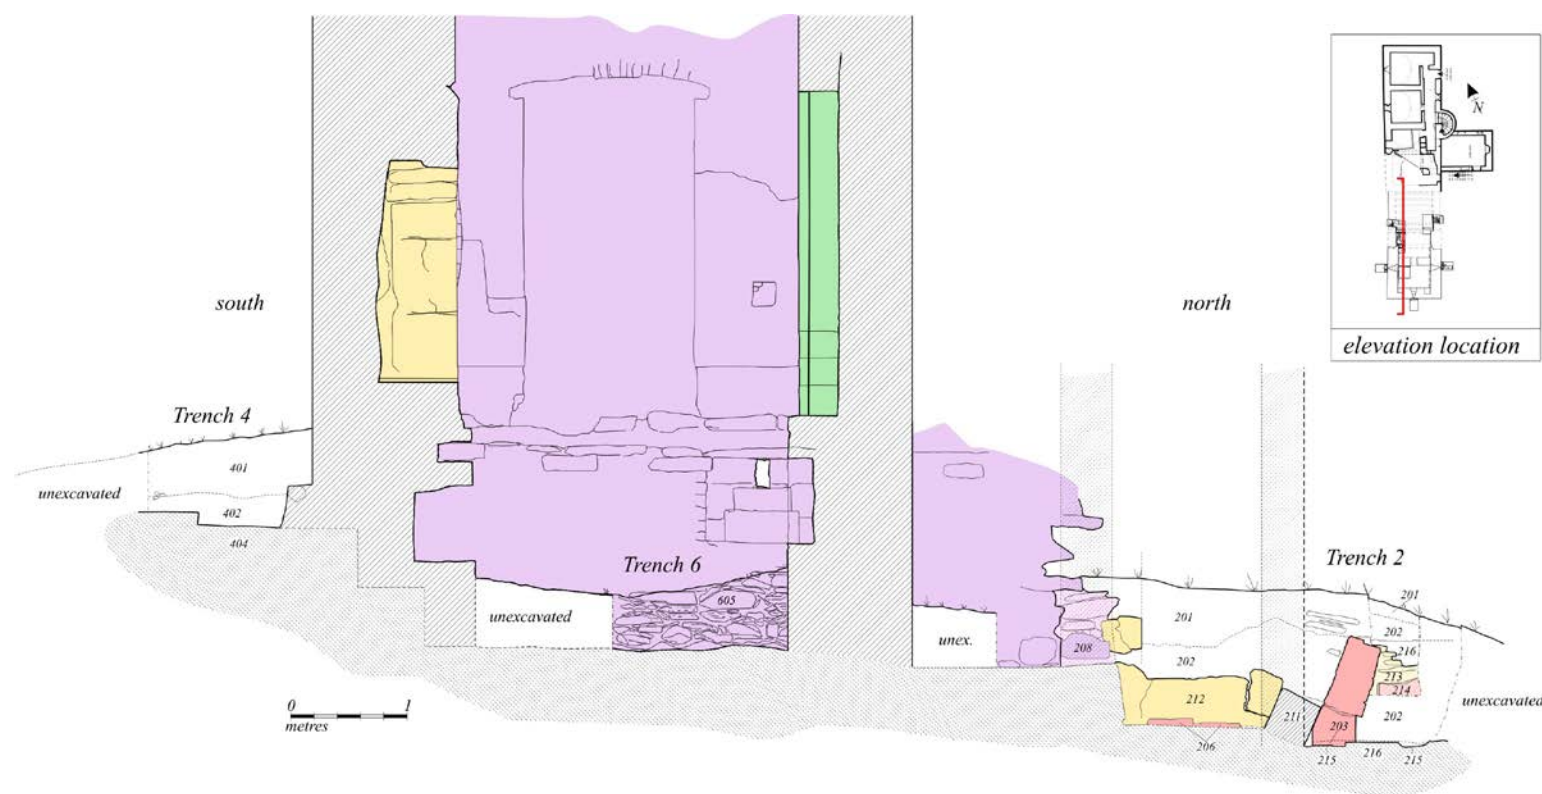 N
elevation location
south
north
Trench 4
401
unexcavated
402
404
Trench 6
605
unexcavated
unex.
208
Trench 2
201
201
202
216
202
213
214
212
202
unexcavated
211
203
206
215
216
215
0 1
metres